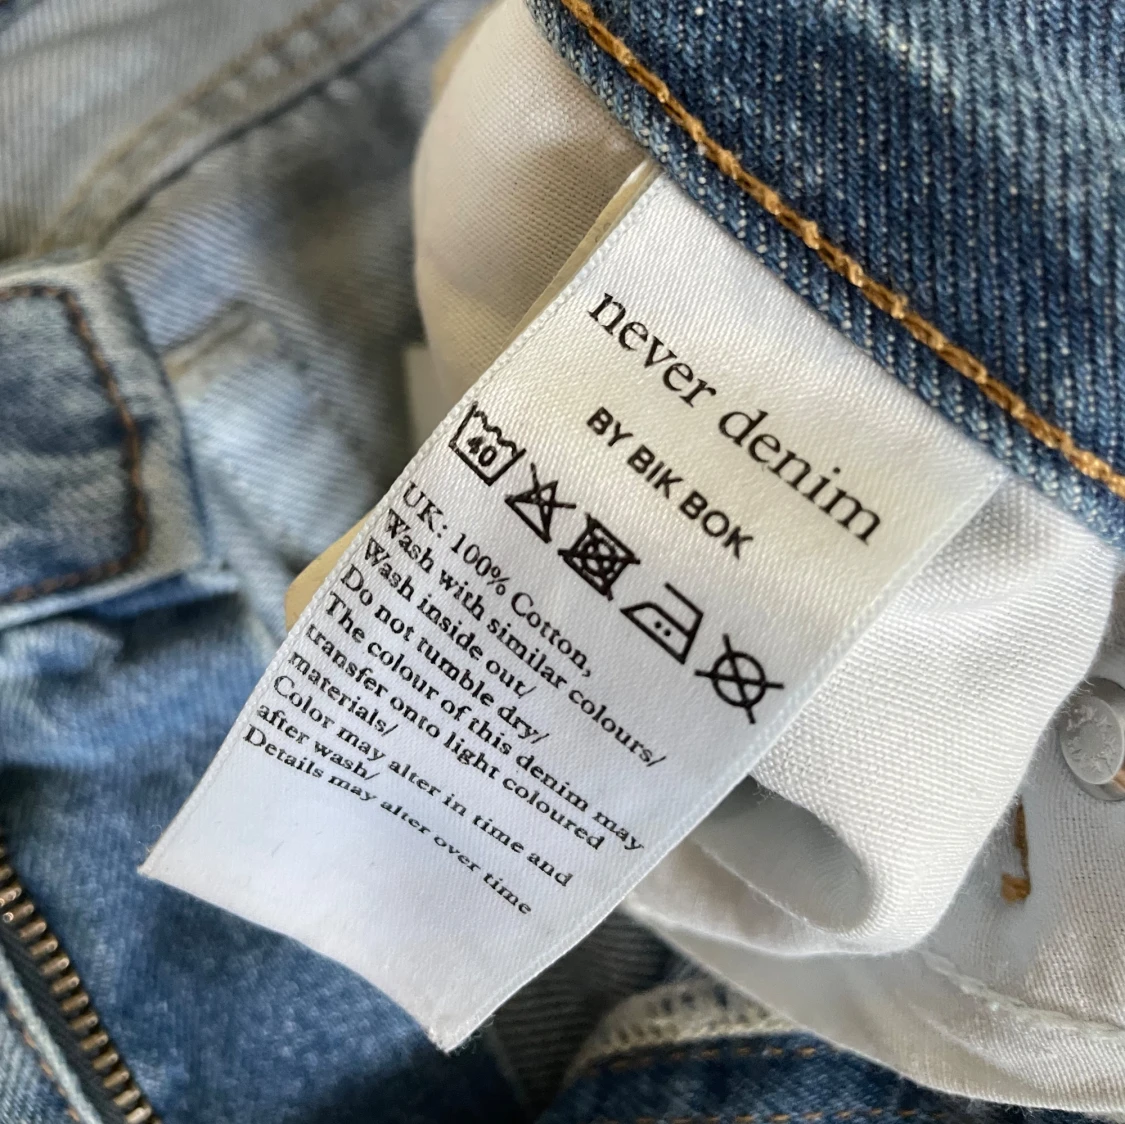 never denim
BY BIK BOK
40
UK: 100% Cotton,
Wash with similar colours/
Wash inside out/
Do not tumble dry/
The colour of this denim may
transfer onto light coloured
materials/
Color may alter in time and
after wash/
Details may alter over time